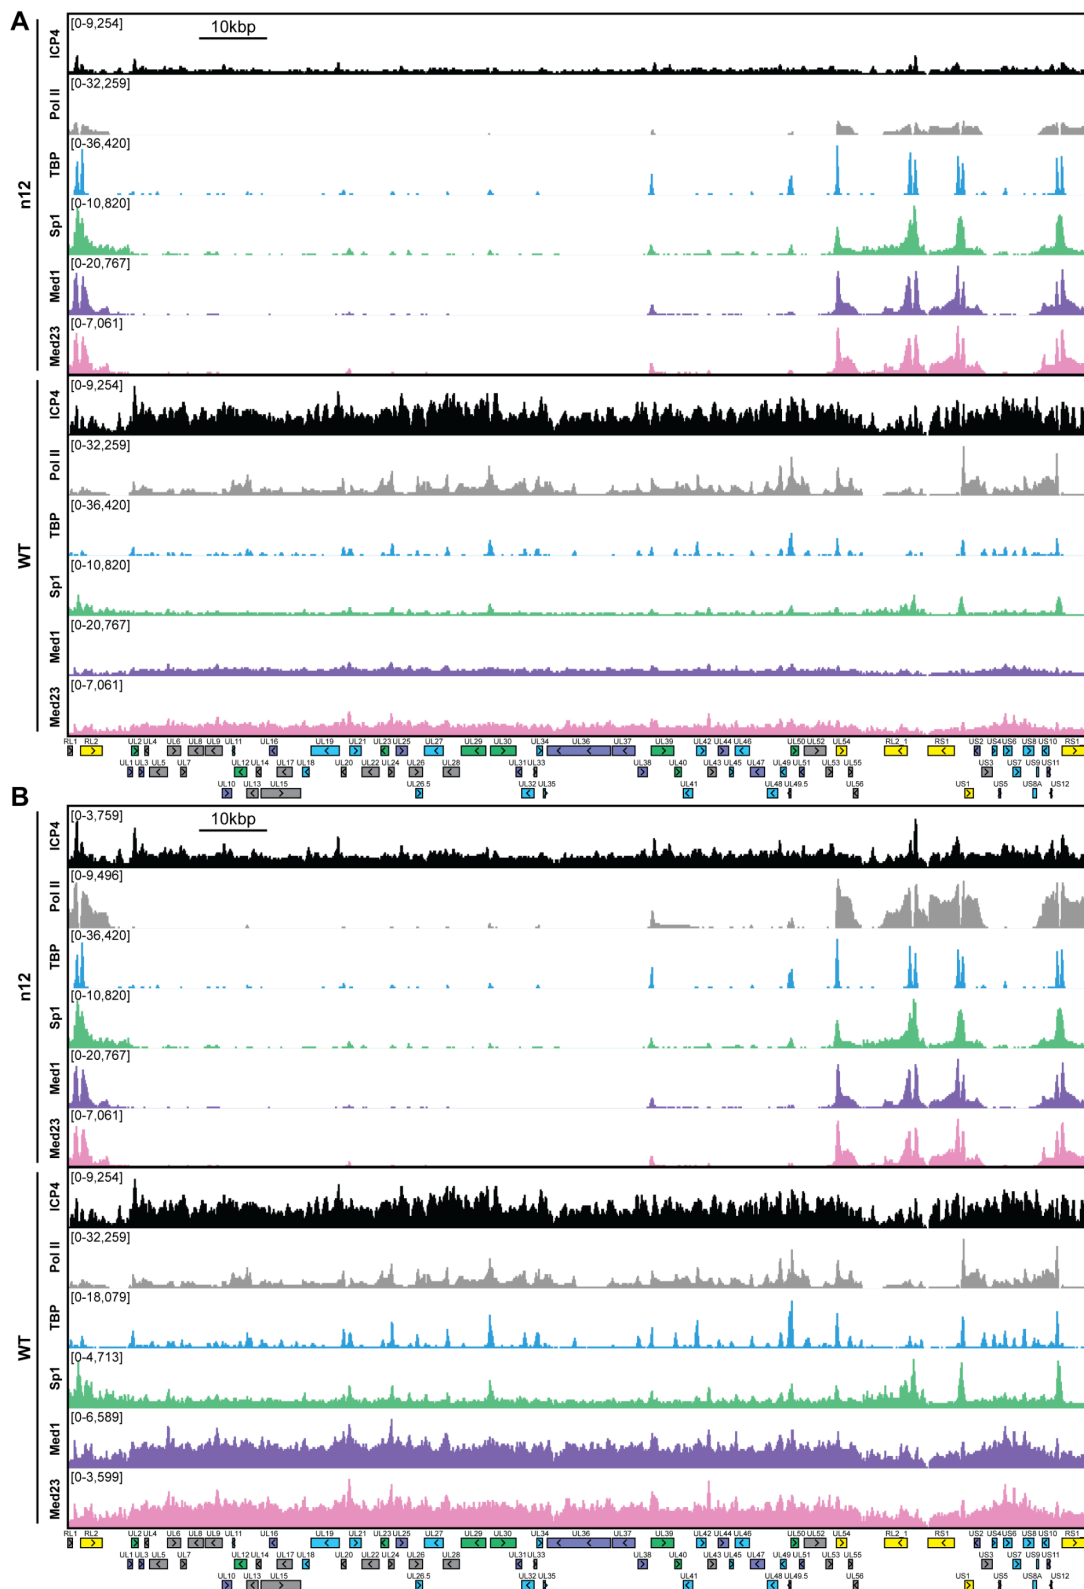 A
10kbp
n12
ICP4
[0-9,254]
Pol II
[0-32,259]
TBP
[0-36,420]
Sp1
[0-10,820]
Med1
[0-20,767]
Med23
[0-7,061]
WT
ICP4
[0-9,254]
Pol II
[0-32,259]
TBP
[0-36,420]
Sp1
[0-10,820]
Med1
[0-20,767]
Med23
[0-7,061]
RL1 RL2 UL2 UL4 UL6 UL8 UL9 UL11 UL16 UL19 UL21 UL23 UL25 UL27 UL29 UL30 UL34 UL36 UL37 UL39 UL42 UL44 UL46 UL50 UL52 UL54 RL2_1 RS1 US2 US4 US6 US8 US10 RS1
UL1 UL3 UL5 UL7 UL12 UL14 UL17 UL18 UL20 UL22 UL24 UL26 UL28 UL31 UL33 UL38 UL40 UL43 UL45 UL47 UL49 UL51 UL53 UL55 US3 US7 US9 US11
UL10 UL13 UL15 UL26.5 UL32 UL35 UL41 UL48 UL49.5 UL56 US1 US5 US8A US12
B
10kbp
n12
ICP4
[0-3,759]
Pol II
[0-9,496]
TBP
[0-36,420]
Sp1
[0-10,820]
Med1
[0-20,767]
Med23
[0-7,061]
WT
ICP4
[0-9,254]
Pol II
[0-32,259]
TBP
[0-18,079]
Sp1
[0-4,713]
Med1
[0-6,589]
Med23
[0-3,599]
RL1 RL2 UL2 UL4 UL6 UL8 UL9 UL11 UL16 UL19 UL21 UL23 UL25 UL27 UL29 UL30 UL34 UL36 UL37 UL39 UL42 UL44 UL46 UL50 UL52 UL54 RL2_1 RS1 US2 US4 US6 US8 US10 RS1
UL1 UL3 UL5 UL7 UL12 UL14 UL17 UL18 UL20 UL22 UL24 UL26 UL28 UL31 UL33 UL38 UL40 UL43 UL45 UL47 UL49 UL51 UL53 UL55 US3 US7 US9 US11
UL10 UL13 UL15 UL26.5 UL32 UL35 UL41 UL48 UL49.5 UL56 US1 US5 US8A US12